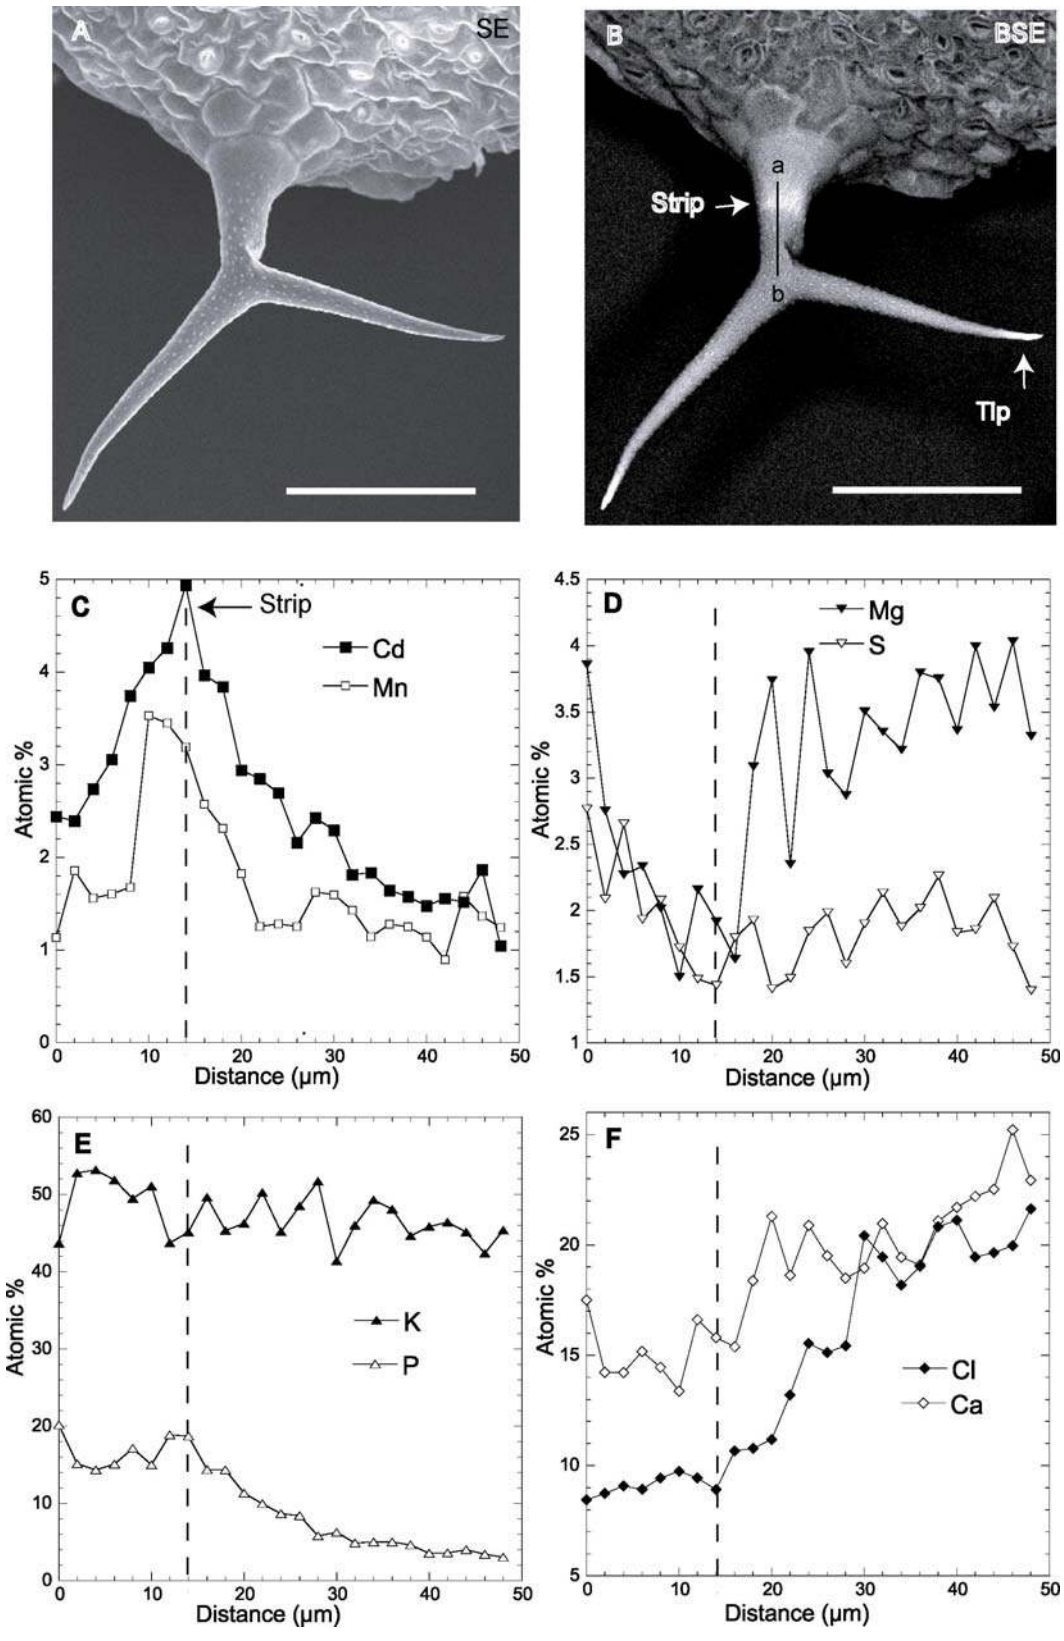 A SE
B BSE
a
Strip
b
Tip
C
Strip
Cd
Mn
Atomic %
5
4
3
2
1
0
0 10 20 30 40 50
Distance (µm)
D
Mg
S
Atomic %
4.5
4
3.5
3
2.5
2
1.5
1
0 10 20 30 40 50
Distance (µm)
E
K
P
Atomic %
60
50
40
30
20
10
0
0 10 20 30 40 50
Distance (µm)
F
Cl
Ca
Atomic %
25
20
15
10
5
0 10 20 30 40 50
Distance (µm)